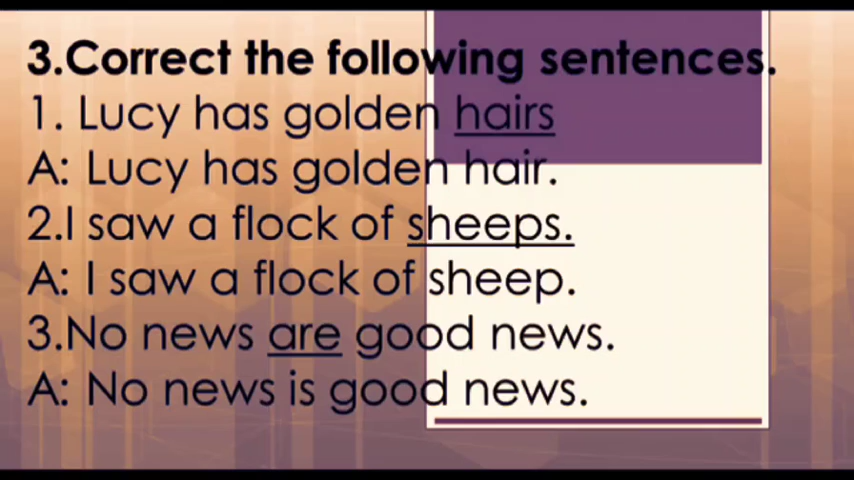 3.Correct the following sentences.
1. Lucy has golden hairs
A: Lucy has golden hair.
2.I saw a flock of sheeps.
A: I saw a flock of sheep.
3.No news are good news.
A: No news is good news.